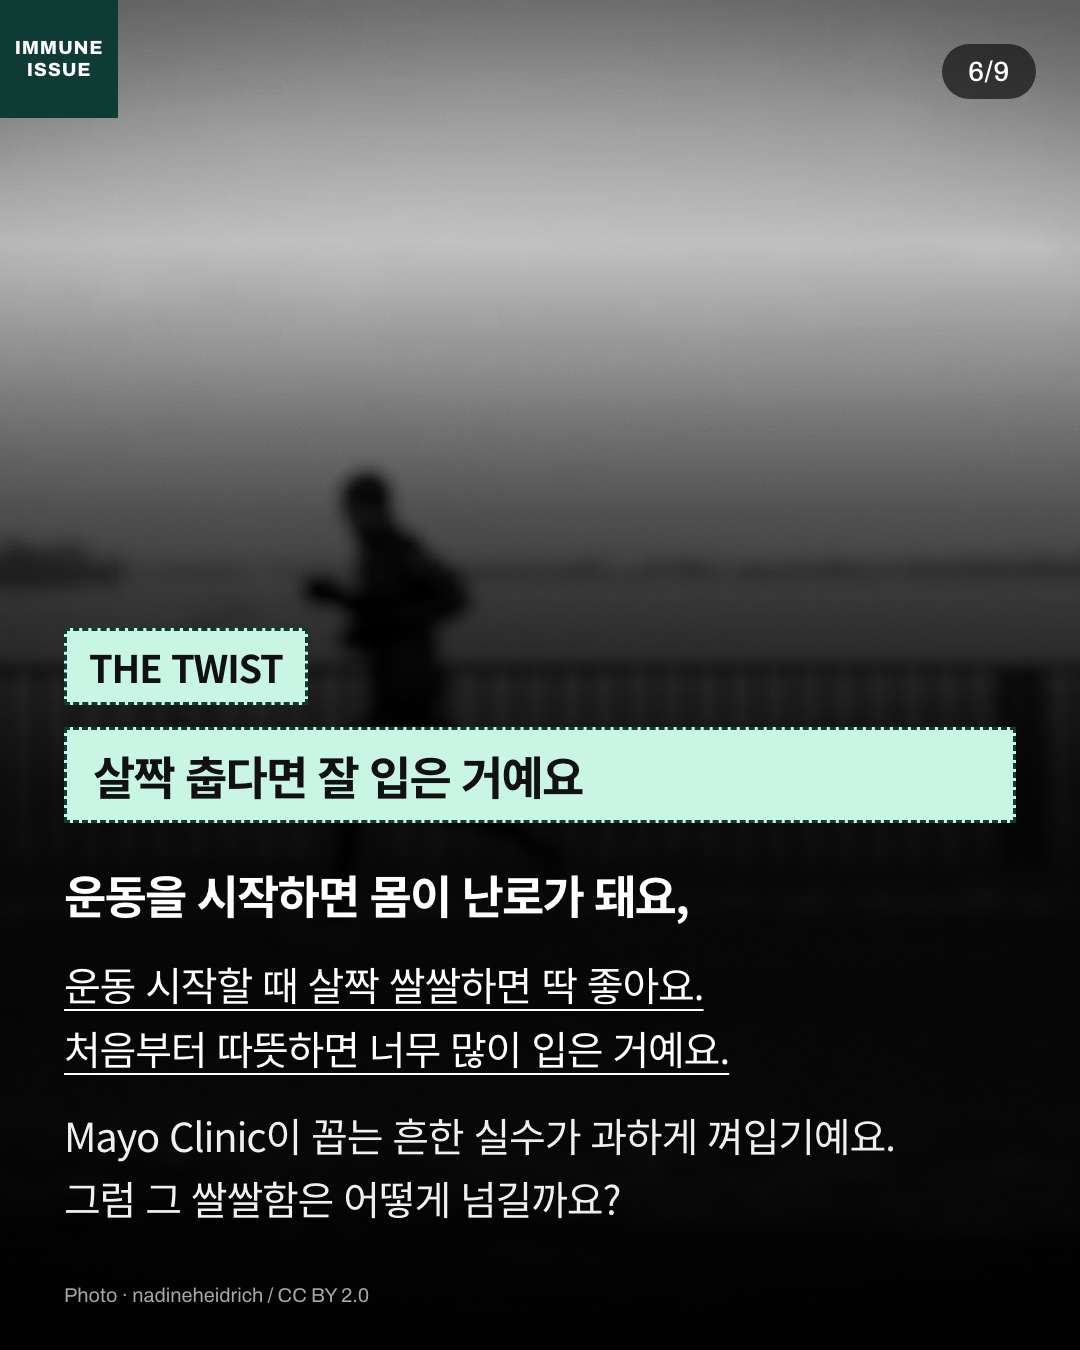 IMMUNE
ISSUE
6/9
THE TWIST
살짝 춥다면 잘 입은 거예요
운동을 시작하면 몸이 난로가 돼요,
운동 시작할 때 살짝 쌀쌀하면 딱 좋아요.
처음부터 따뜻하면 너무 많이 입은 거예요.
Mayo Clinic이 꼽는 흔한 실수가 과하게 껴입기예요.
그럼 그 쌀쌀함은 어떻게 넘길까요?
Photo · nadineheidrich / CC BY 2.0